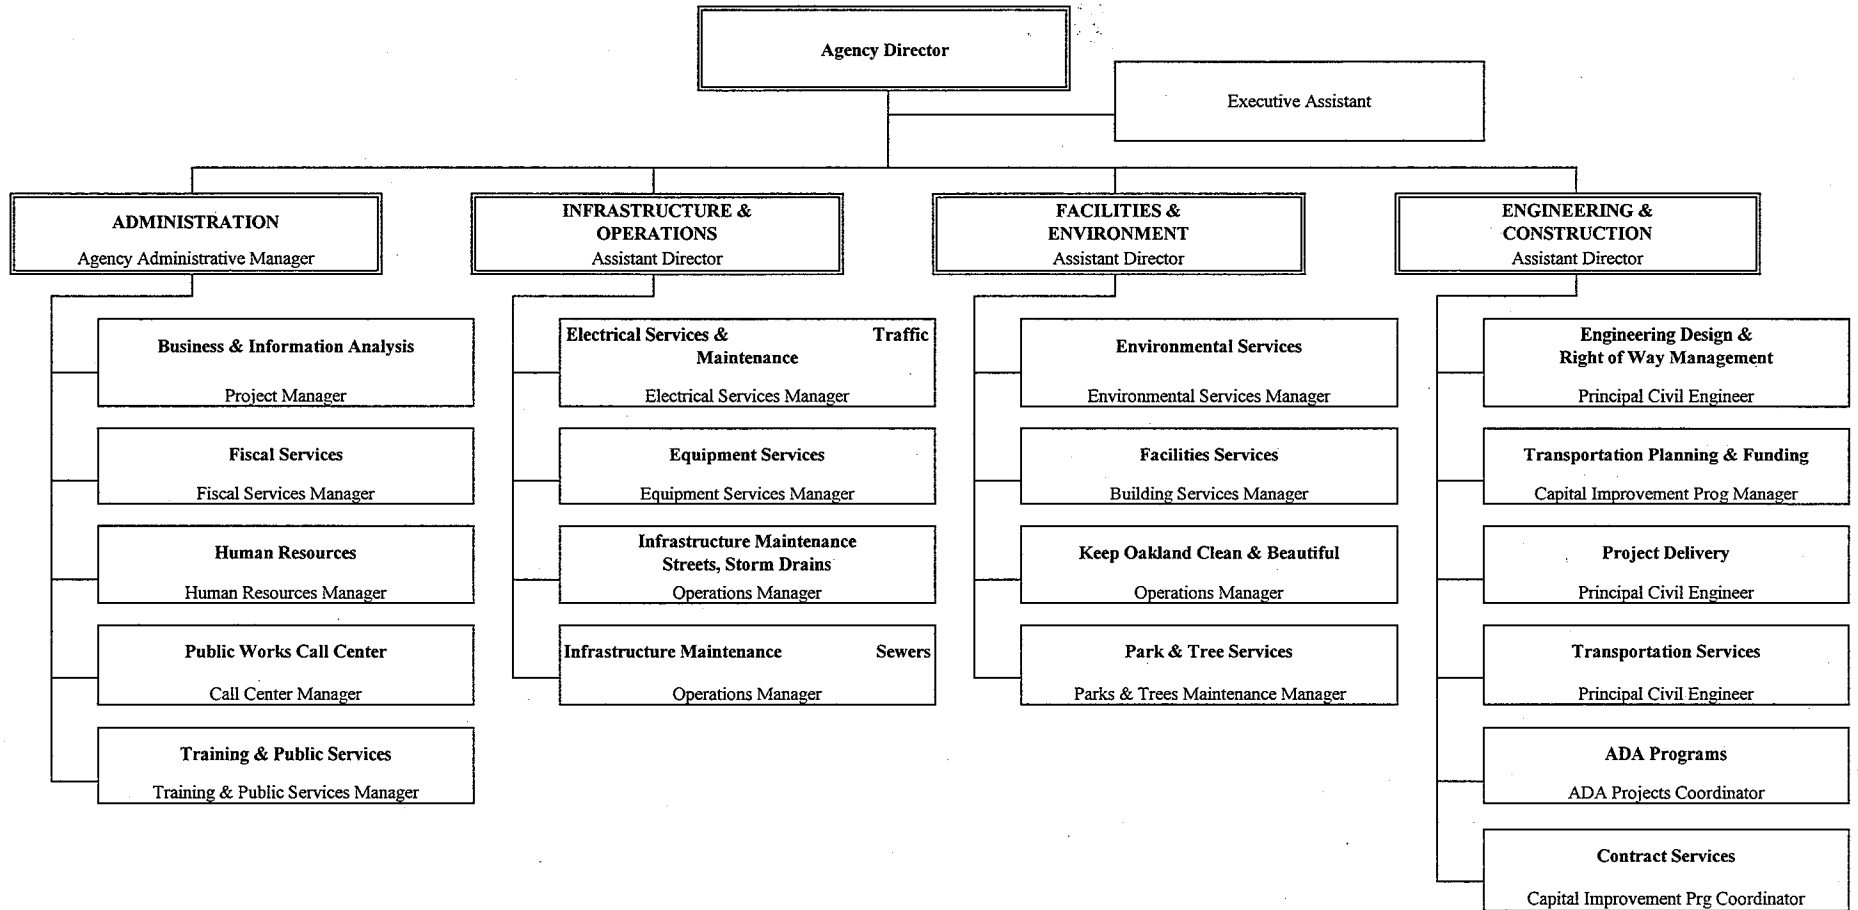 Agency Director
Executive Assistant
ADMINISTRATION
Agency Administrative Manager
INFRASTRUCTURE &
OPERATIONS
Assistant Director
FACILITIES &
ENVIRONMENT
Assistant Director
ENGINEERING &
CONSTRUCTION
Assistant Director
Business & Information Analysis
Project Manager
Fiscal Services
Fiscal Services Manager
Human Resources
Human Resources Manager
Public Works Call Center
Call Center Manager
Training & Public Services
Training & Public Services Manager
Electrical Services & Traffic
Maintenance
Electrical Services Manager
Equipment Services
Equipment Services Manager
Infrastructure Maintenance
Streets, Storm Drains
Operations Manager
Infrastructure Maintenance Sewers
Operations Manager
Environmental Services
Environmental Services Manager
Facilities Services
Building Services Manager
Keep Oakland Clean & Beautiful
Operations Manager
Park & Tree Services
Parks & Trees Maintenance Manager
Engineering Design &
Right of Way Management
Principal Civil Engineer
Transportation Planning & Funding
Capital Improvement Prog Manager
Project Delivery
Principal Civil Engineer
Transportation Services
Principal Civil Engineer
ADA Programs
ADA Projects Coordinator
Contract Services
Capital Improvement Prg Coordinator